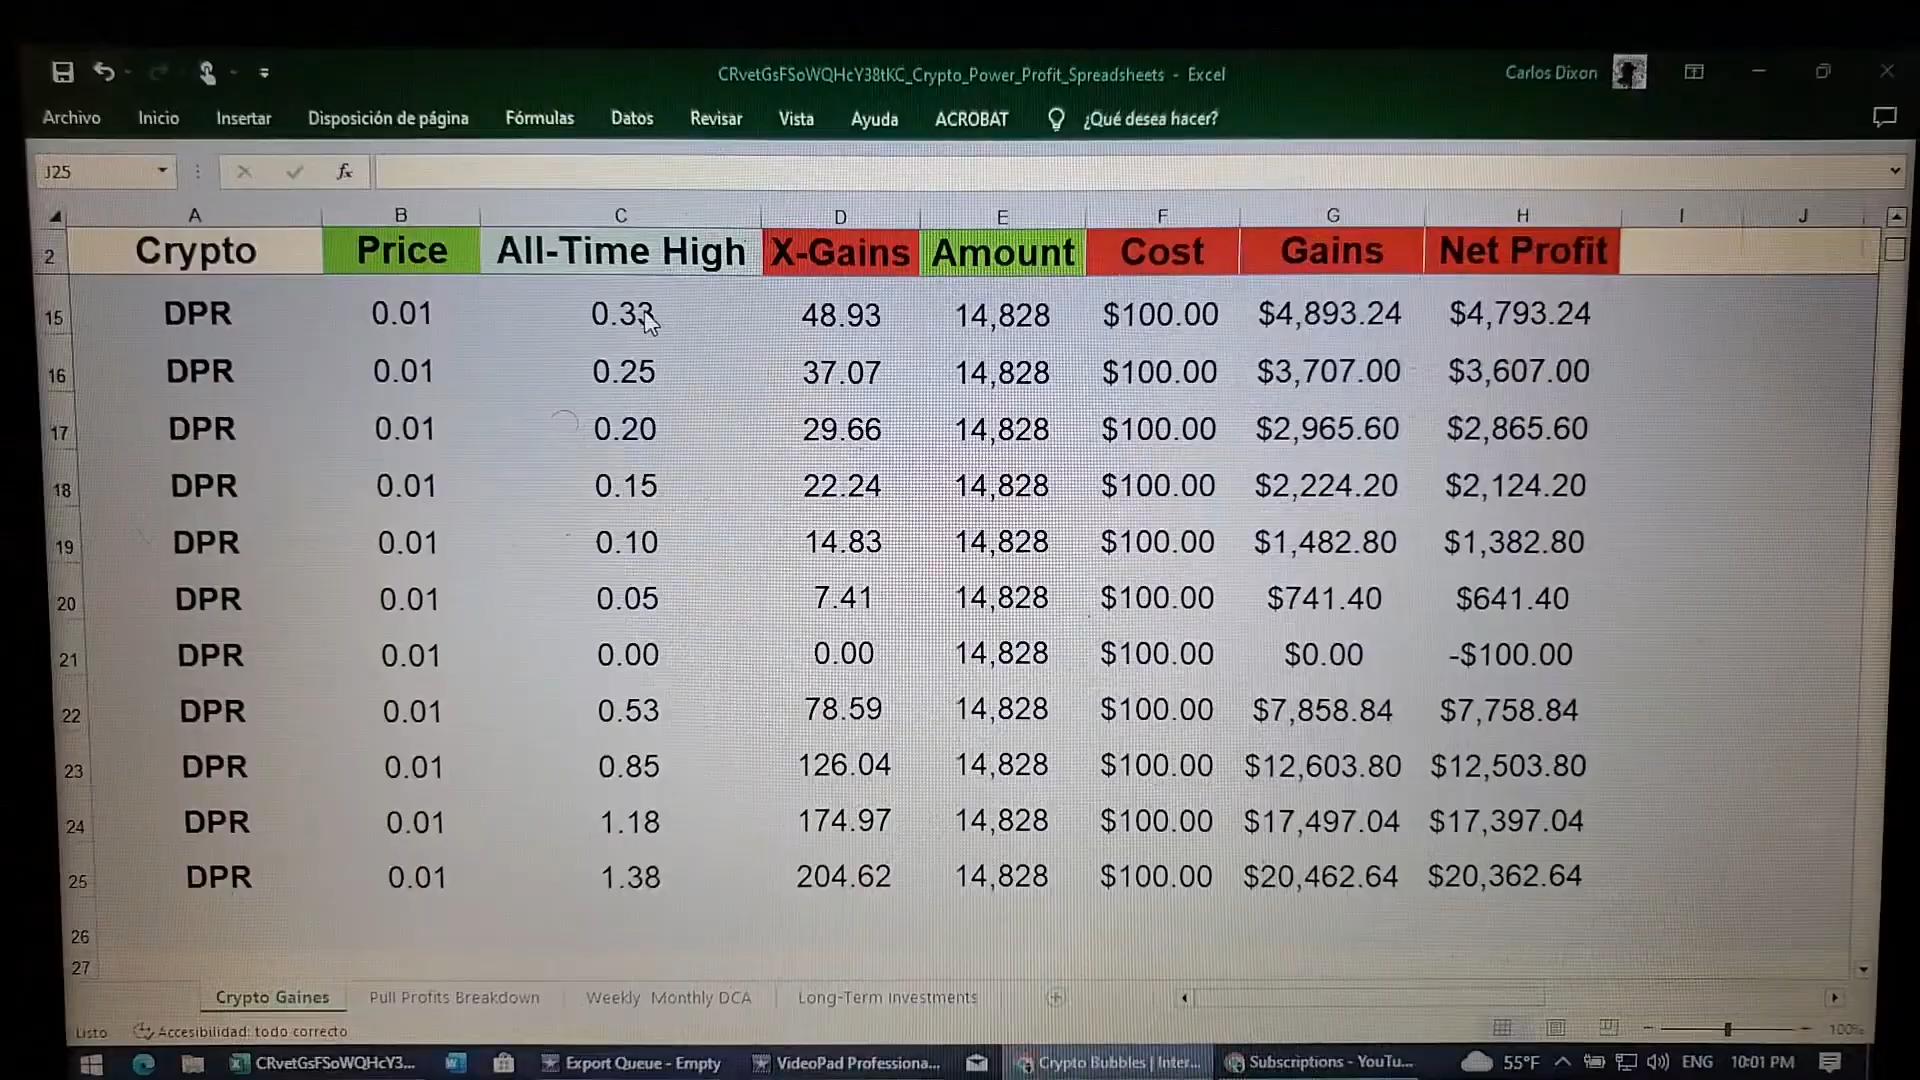 CRvetGsFSoWQHcY38tKC_Crypto_Power_Profit_Spreadsheets - Excel
Carlos Dixon
Archivo Inicio Insertar Disposición de página Fórmulas Datos Revisar Vista Ayuda ACROBAT ¿Qué desea hacer?
J25 fx
A B C D E F G H I J
2 Crypto Price All-Time High X-Gains Amount Cost Gains Net Profit
15 DPR 0.01 0.33 48.93 14,828 $100.00 $4,893.24 $4,793.24
16 DPR 0.01 0.25 37.07 14,828 $100.00 $3,707.00 $3,607.00
17 DPR 0.01 0.20 29.66 14,828 $100.00 $2,965.60 $2,865.60
18 DPR 0.01 0.15 22.24 14,828 $100.00 $2,224.20 $2,124.20
19 DPR 0.01 0.10 14.83 14,828 $100.00 $1,482.80 $1,382.80
20 DPR 0.01 0.05 7.41 14,828 $100.00 $741.40 $641.40
21 DPR 0.01 0.00 0.00 14,828 $100.00 $0.00 -$100.00
22 DPR 0.01 0.53 78.59 14,828 $100.00 $7,858.84 $7,758.84
23 DPR 0.01 0.85 126.04 14,828 $100.00 $12,603.80 $12,503.80
24 DPR 0.01 1.18 174.97 14,828 $100.00 $17,497.04 $17,397.04
25 DPR 0.01 1.38 204.62 14,828 $100.00 $20,462.64 $20,362.64
26
27
Crypto Gaines Pull Profits Breakdown Weekly Monthly DCA Long-Term Investments
Listo Accesibilidad: todo correcto 100%
CRvetGsFSoWQHcY3... Export Queue - Empty VideoPad Professiona... Crypto Bubbles | Inter... Subscriptions - YouTu... 55°F ENG 10:01 PM